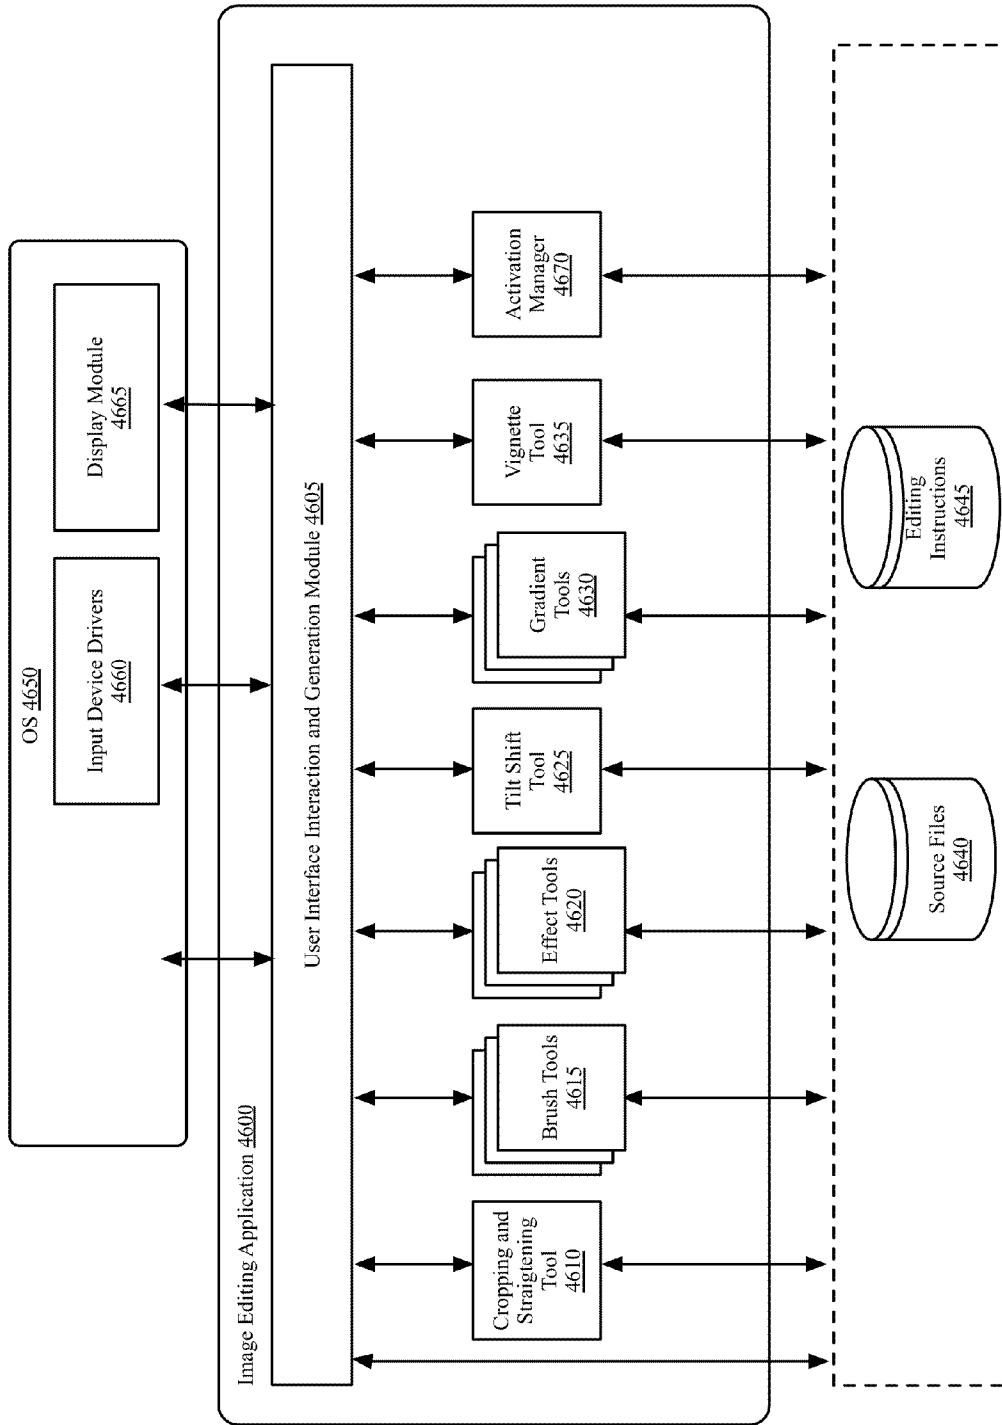 OS 4650
Input Device Drivers
4660
Display Module
4665
Image Editing Application 4600
User Interface Interaction and Generation Module 4605
Cropping and
Straigtening
Tool
4610
Brush Tools
4615
Effect Tools
4620
Tilt Shift
Tool
4625
Gradient
Tools
4630
Vignette
Tool
4635
Activation
Manager
4670
Source Files
4640
Editing
Instructions
4645